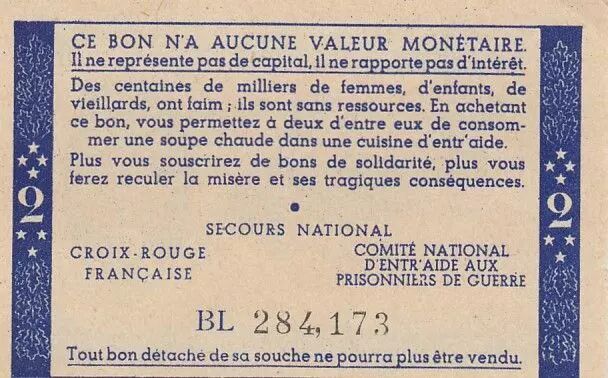 CE BON N'A AUCUNE VALEUR MONÉTAIRE.
Il ne représente pas de capital, il ne rapporte pas d'intérêt.
Des centaines de milliers de femmes, d'enfants, de
vieillards, ont faim ; ils sont sans ressources. En achetant
ce bon, vous permettez à deux d'entre eux de consom-
mer une soupe chaude dans une cuisine d'entr'aide.
Plus vous souscrirez de bons de solidarité, plus vous
ferez reculer la misère et ses tragiques conséquences.
2
2
SECOURS NATIONAL
CROIX-ROUGE
FRANÇAISE
COMITÉ NATIONAL
D'ENTR'AIDE AUX
PRISONNIERS DE GUERRE
BL 284,173
Tout bon détaché de sa souche ne pourra plus être vendu.